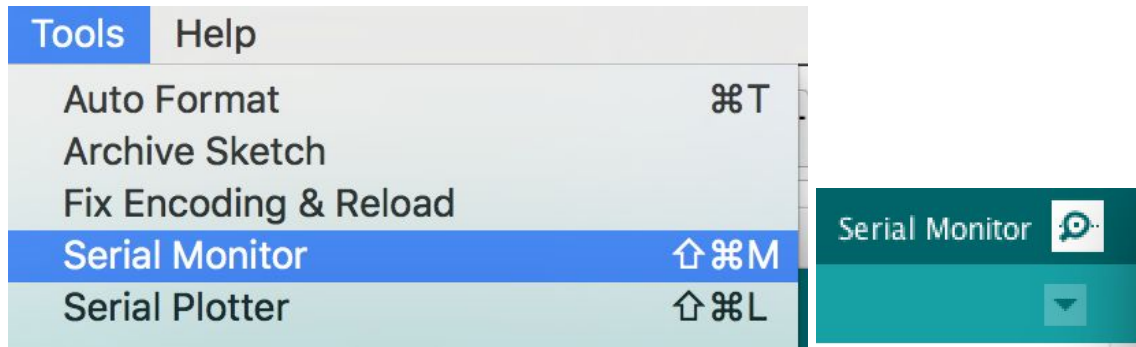 Tools Help
Auto Format ⌘T
Archive Sketch
Fix Encoding & Reload
Serial Monitor ⇧⌘M
Serial Plotter ⇧⌘L
Serial Monitor